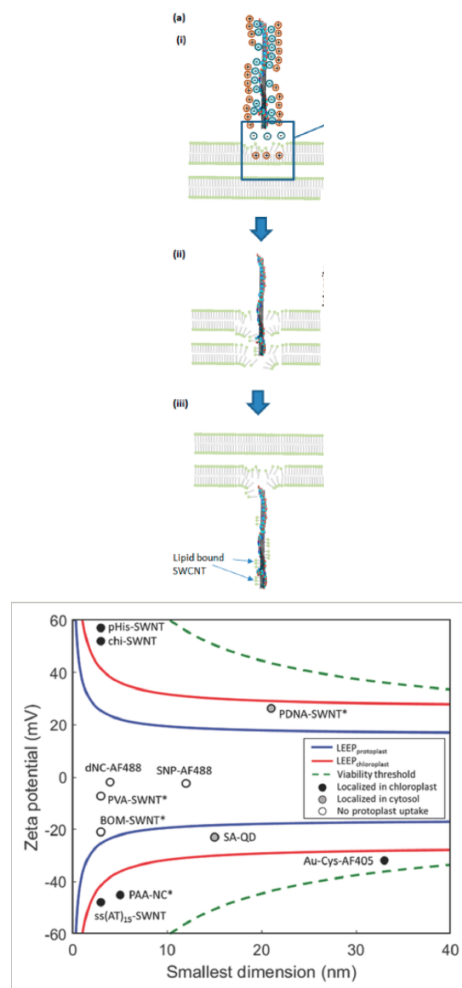 (a)
(i)
(ii)
(iii)
Lipid bound
SWCNT
60
40
20
0
-20
-40
-60
Zeta potential (mV)
pHis-SWNT
chi-SWNT
PDNA-SWNT*
dNC-AF488
SNP-AF488
PVA-SWNT*
BOM-SWNT*
SA-QD
Au-Cys-AF405
PAA-NC*
ss(AT)₁₅-SWNT
LEEPprotoplast
LEEPchloroplast
Viability threshold
Localized in chloroplast
Localized in cytosol
No protoplast uptake
0 10 20 30 40
Smallest dimension (nm)